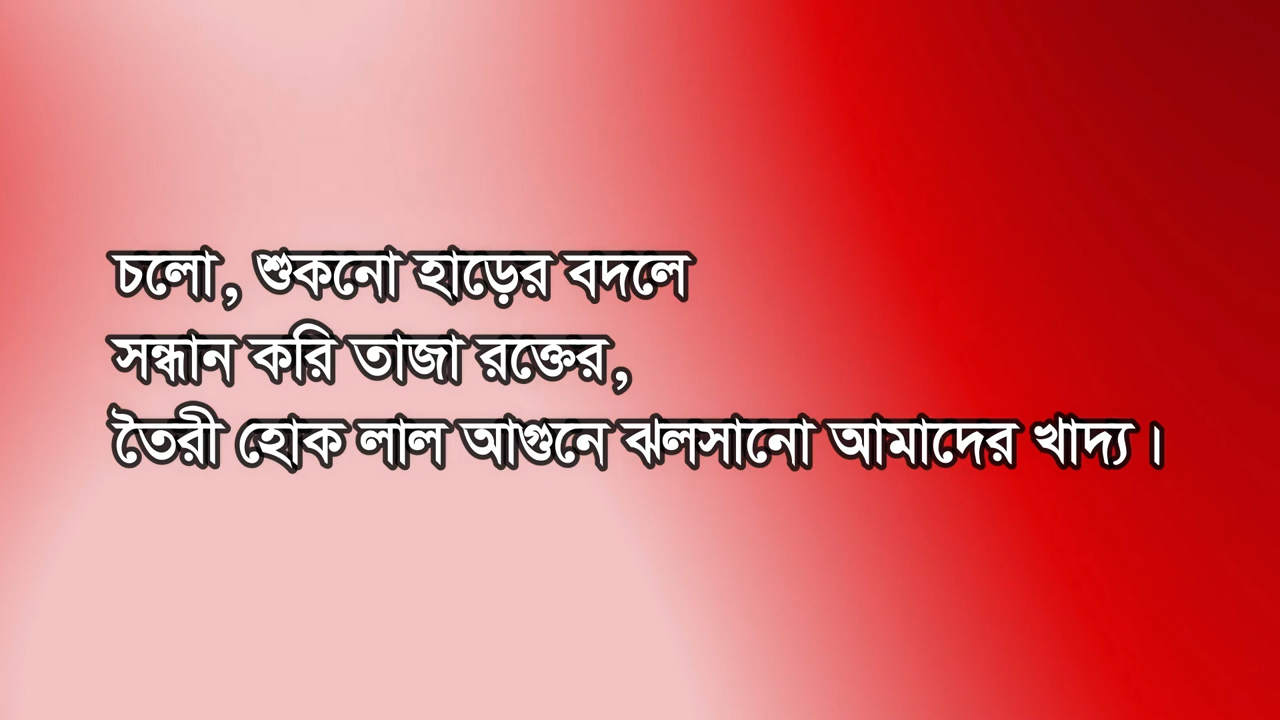 চলো, শুকনো হাড়ের বদলে
সন্ধান করি তাজা রক্তের,
তৈরী হোক লাল আগুনে ঝলসানো আমাদের খাদ্য।